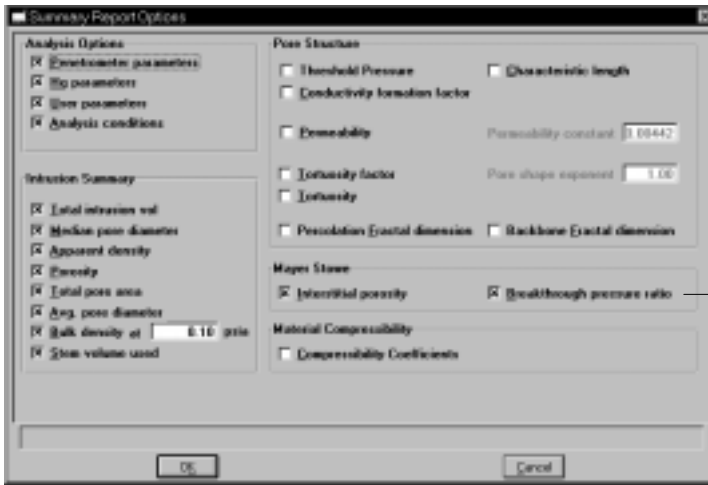 Summary Report Options
Analysis Options
Penetrometer parameters
Hg parameters
User parameters
Analysis conditions
Intrusion Summary
Total intrusion vol
Median pore diameter
Apparent density
Porosity
Total pore area
Avg. pore diameter
Bulk density at 0.10 psia
Stem volume used
Pore Structure
Threshold Pressure
Characteristic length
Conductivity formation factor
Permeability
Permeability constant 0.00442
Tortuosity factor
Pore shape exponent 1.00
Tortuosity
Percolation Fractal dimension
Backbone Fractal dimension
Mayer Stowe
Interstitial porosity
Breakthrough pressure ratio
Material Compressibility
Compressibility Coefficients
OK
Cancel